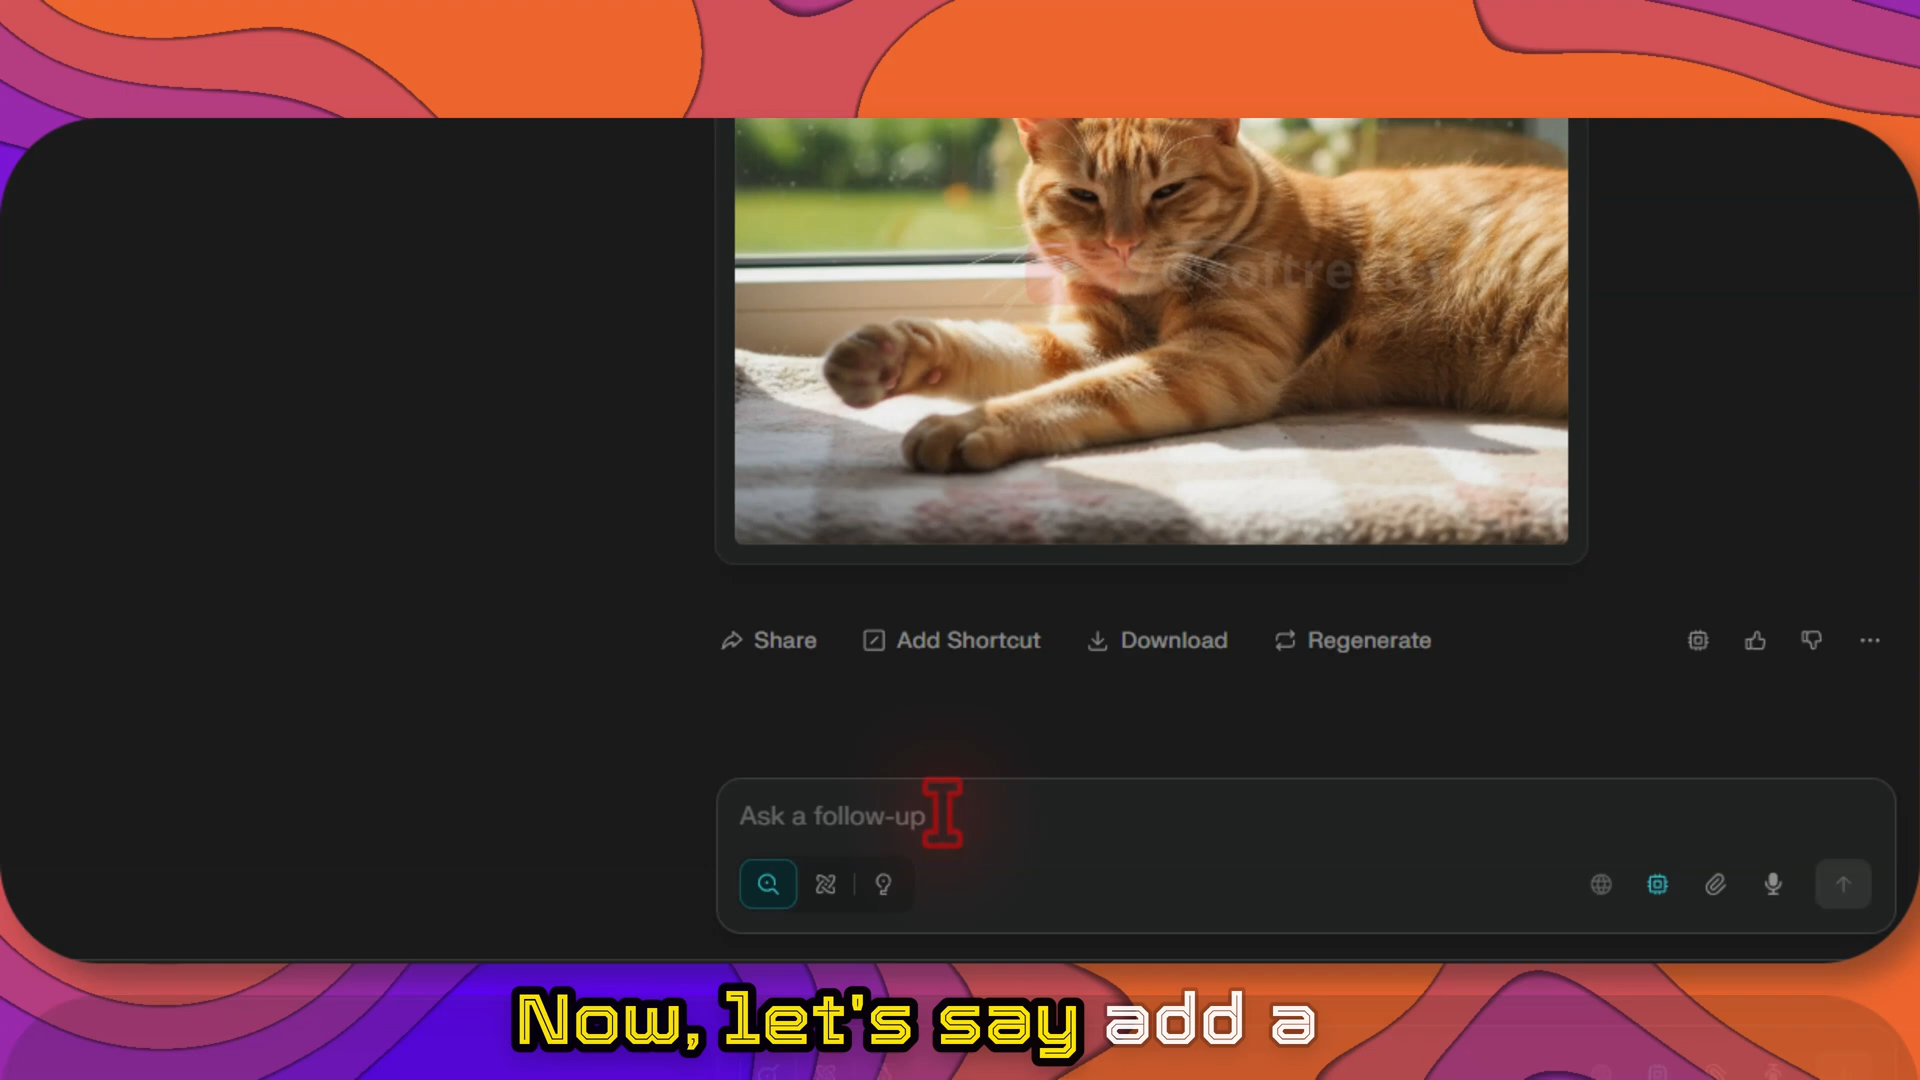 Share Add Shortcut Download Regenerate
Ask a follow-up
Now, let's say add a